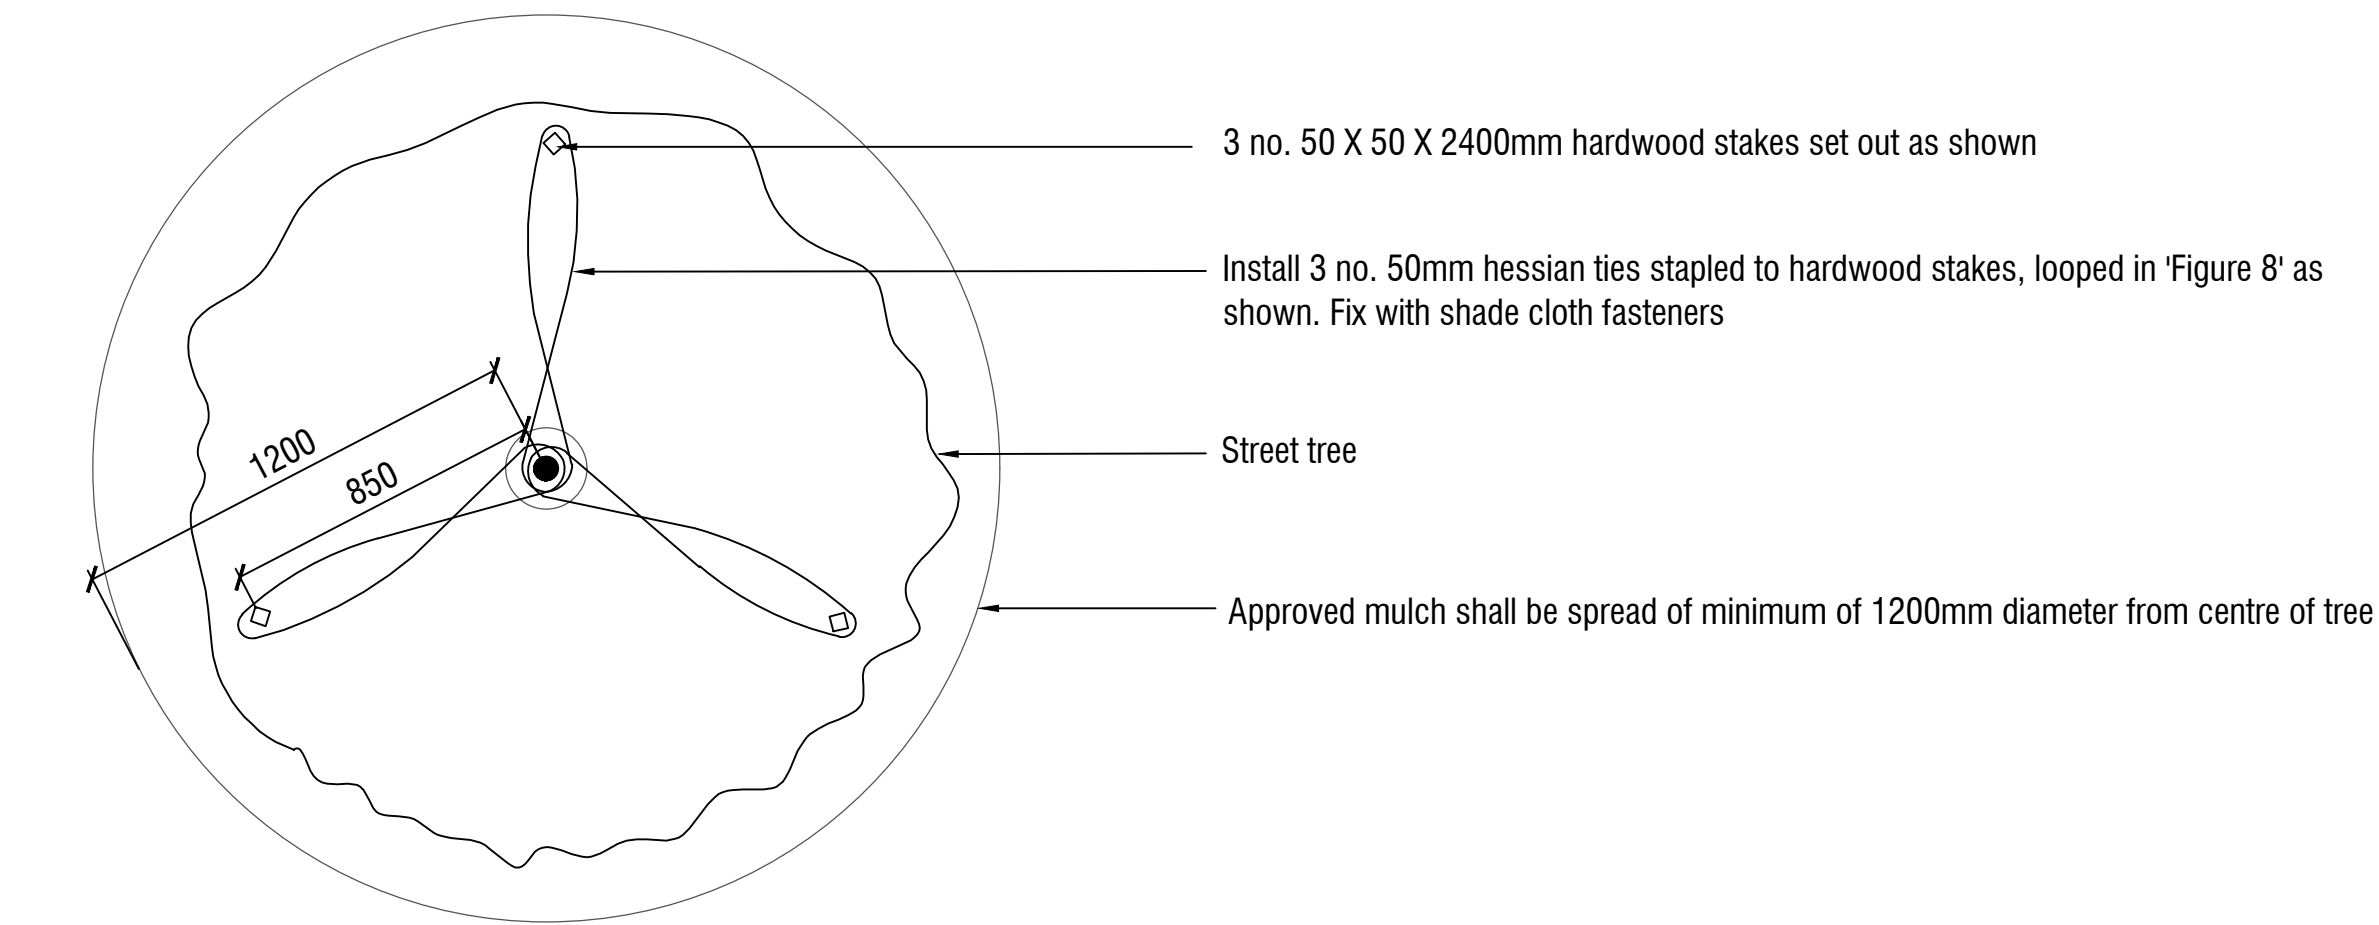 3 no. 50 X 50 X 2400mm hardwood stakes set out as shown
Install 3 no. 50mm hessian ties stapled to hardwood stakes, looped in 'Figure 8' as
shown. Fix with shade cloth fasteners
1200
850
Street tree
Approved mulch shall be spread of minimum of 1200mm diameter from centre of tree